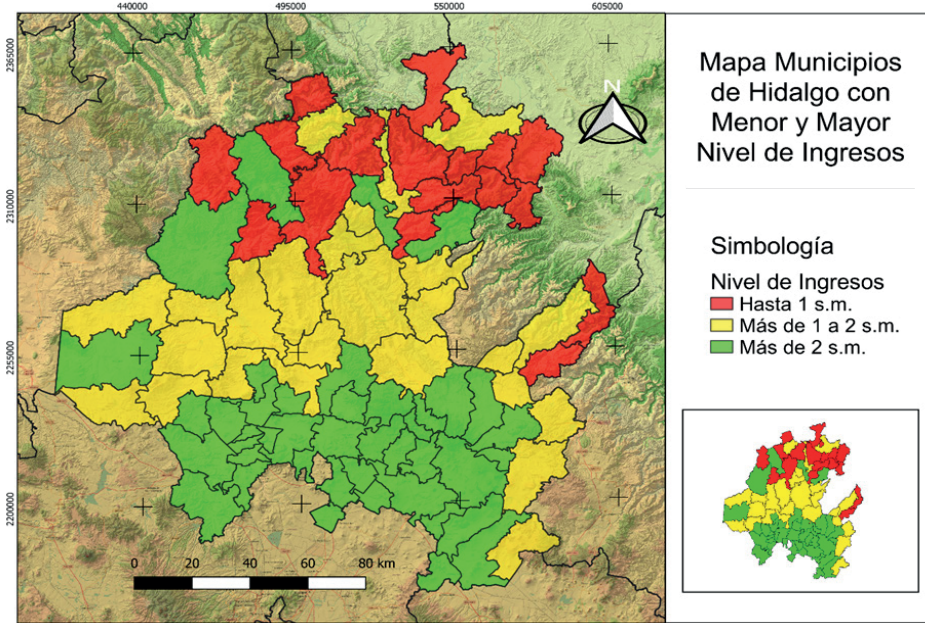 440000
495000
550000
605000
2365000
2310000
2255000
2200000
N
0
20
40
60
80 km
Mapa Municipios
de Hidalgo con
Menor y Mayor
Nivel de Ingresos
Simbología
Nivel de Ingresos
Hasta 1 s.m.
Más de 1 a 2 s.m.
Más de 2 s.m.